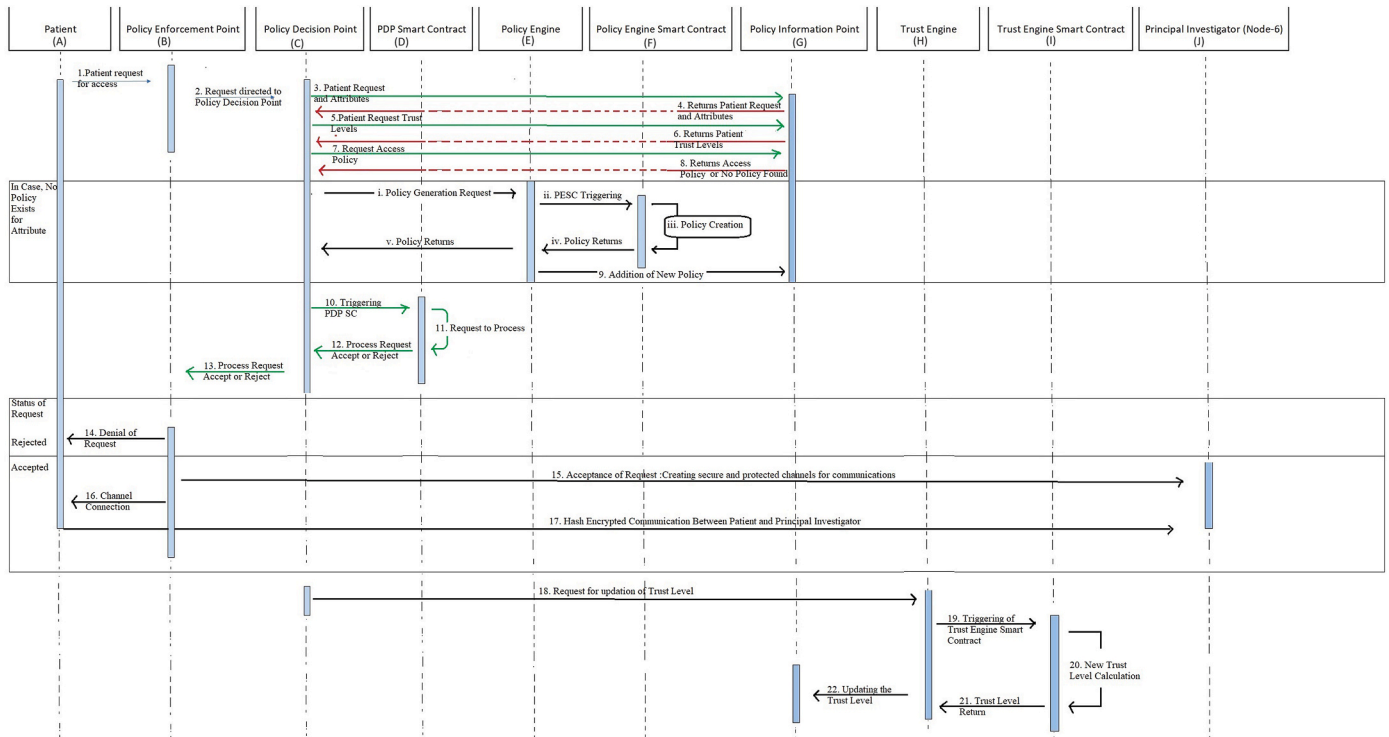 Patient
(A)
Policy Enforcement Point
(B)
Policy Decision Point
(C)
PDP Smart Contract
(D)
Policy Engine
(E)
Policy Engine Smart Contract
(F)
Policy Information Point
(G)
Trust Engine
(H)
Trust Engine Smart Contract
(I)
Principal Investigator (Node-6)
(J)
1.Patient request
for access
2. Request directed to
Policy Decision Point
3. Patient Request
and Attributes
4. Returns Patient Request
and Attributes
5.Patient Request Trust
Levels
6. Returns Patient
Trust Levels
7. Request Access
Policy
8. Returns Access
Policy or No Policy Found
In Case, No
Policy
Exists
for
Attribute
i. Policy Generation Request
ii. PESC Triggering
iii. Policy Creation
iv. Policy Returns
v. Policy Returns
9. Addition of New Policy
10. Triggering
PDP SC
11. Request to Process
12. Process Request
Accept or Reject
13. Process Request
Accept or Reject
Status of
Request
Rejected
14. Denial of
Request
Accepted
15. Acceptance of Request :Creating secure and protected channels for communications
16. Channel
Connection
17. Hash Encrypted Communication Between Patient and Principal Investigator
18. Request for updation of Trust Level
19. Triggering of
Trust Engine Smart
Contract
20. New Trust
Level Calculation
21. Trust Level
Return
22. Updating the
Trust Level